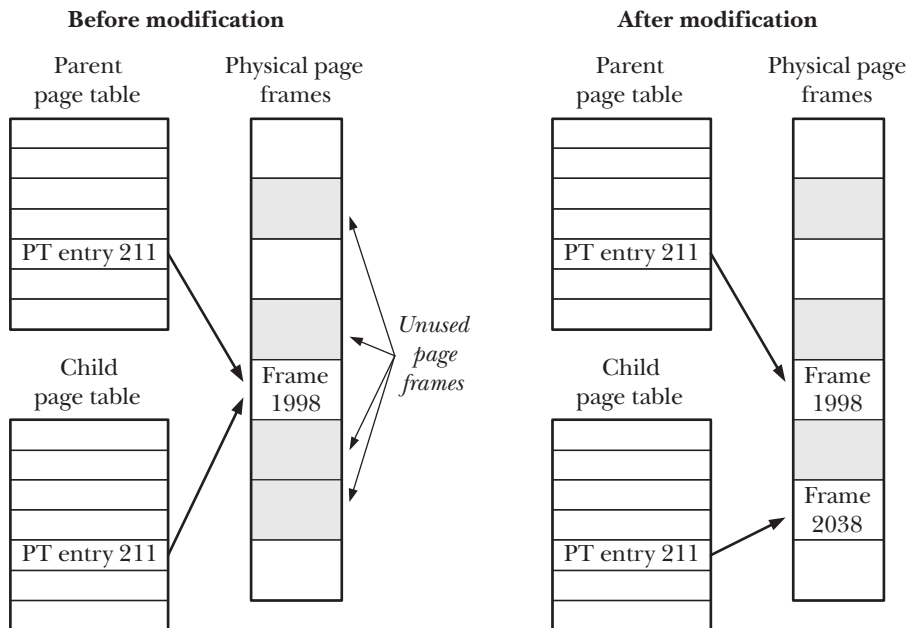 Before modification
Parent
page table
Physical page
frames
PT entry 211
Frame
1998
Unused
page
frames
Child
page table
PT entry 211
After modification
Parent
page table
Physical page
frames
PT entry 211
Frame
1998
Child
page table
Frame
2038
PT entry 211